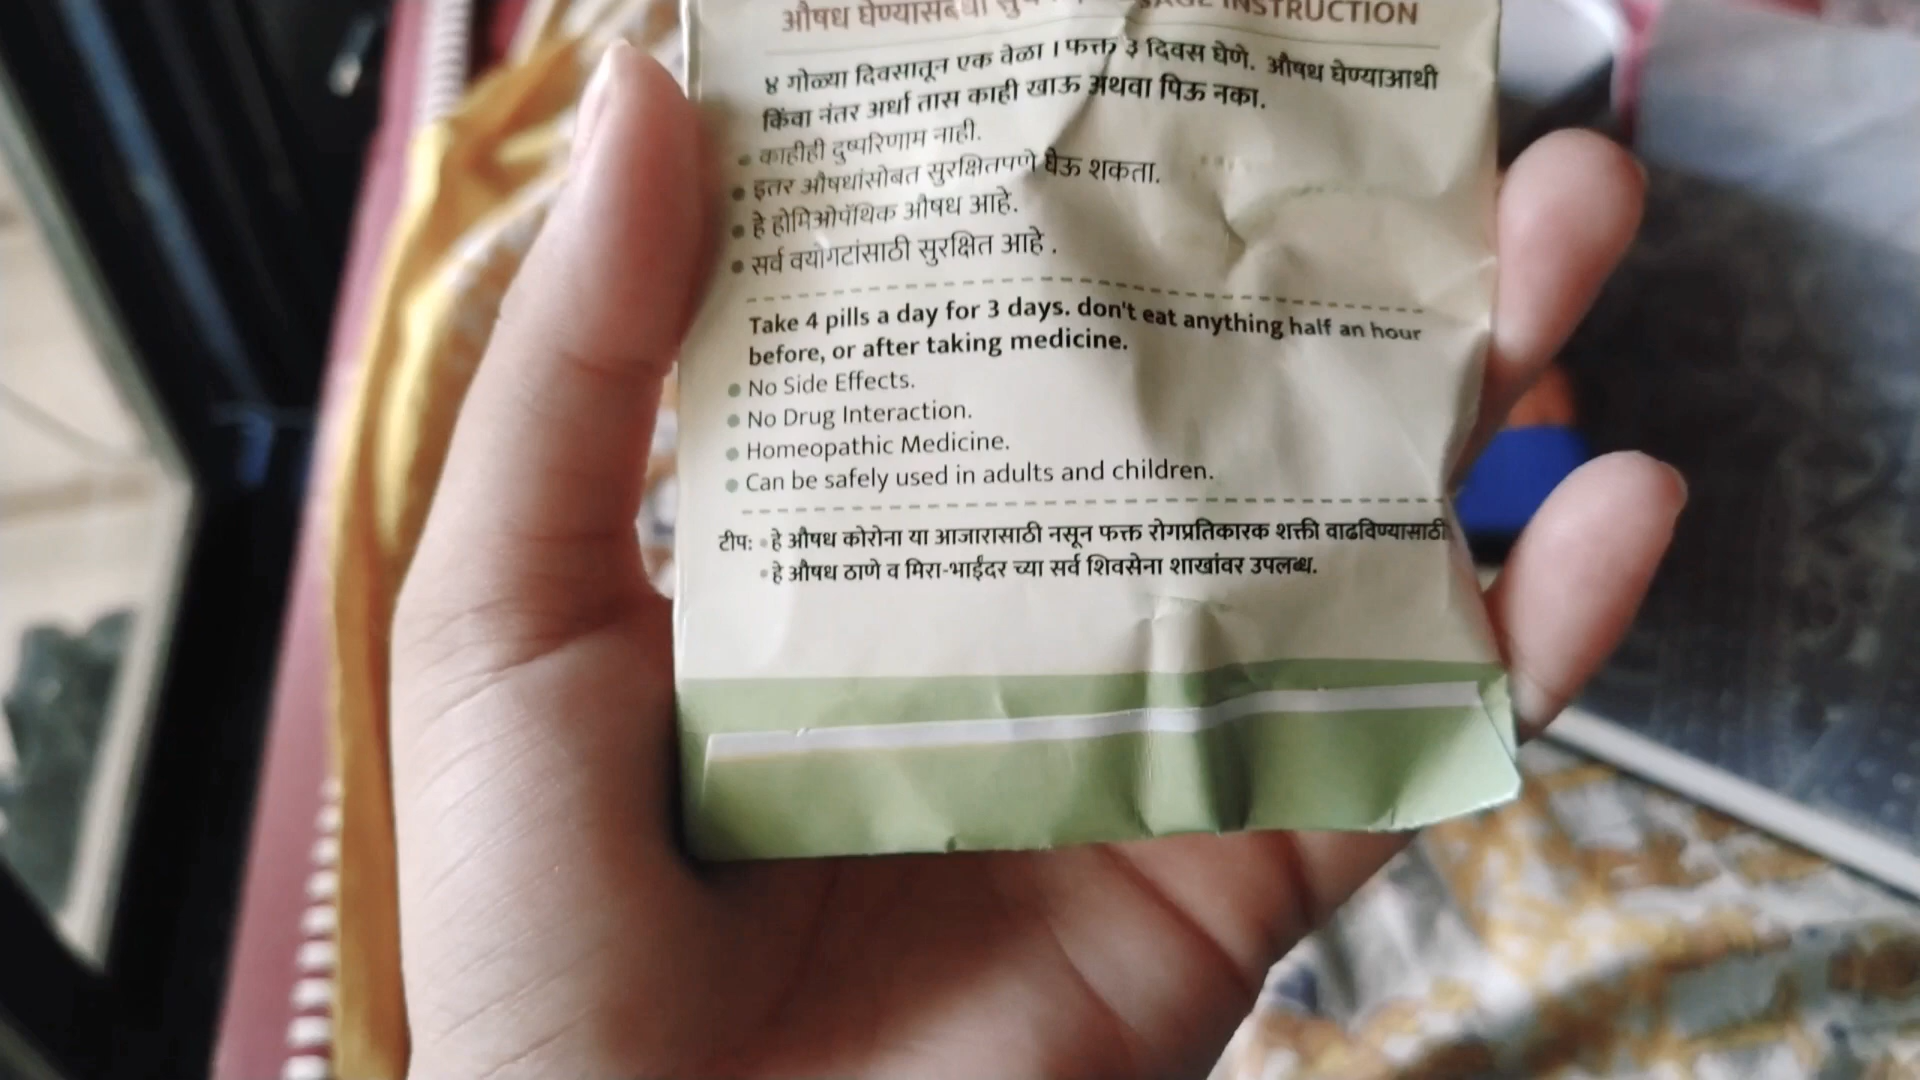 औषध घेण्यासंबंधी INSTRUCTION
४ गोळ्या दिवसातून एक वेळा । फक्त ३ दिवस घेणे. औषध घेण्याआधी
किंवा नंतर अर्धा तास काही खाऊ अथवा पिऊ नका.
• काहीही दुष्परिणाम नाही.
• इतर औषधांसोबत सुरक्षितपणे घेऊ शकता.
• हे होमिओपॅथिक औषध आहे.
• सर्व वयोगटांसाठी सुरक्षित आहे .
Take 4 pills a day for 3 days. don't eat anything half an hour
before, or after taking medicine.
• No Side Effects.
• No Drug Interaction.
• Homeopathic Medicine.
• Can be safely used in adults and children.
टीप: • हे औषध कोरोना या आजारासाठी नसून फक्त रोगप्रतिकारक शक्ती वाढविण्यासाठी
• हे औषध ठाणे व मिरा-भाईंदर च्या सर्व शिवसेना शाखांवर उपलब्ध.